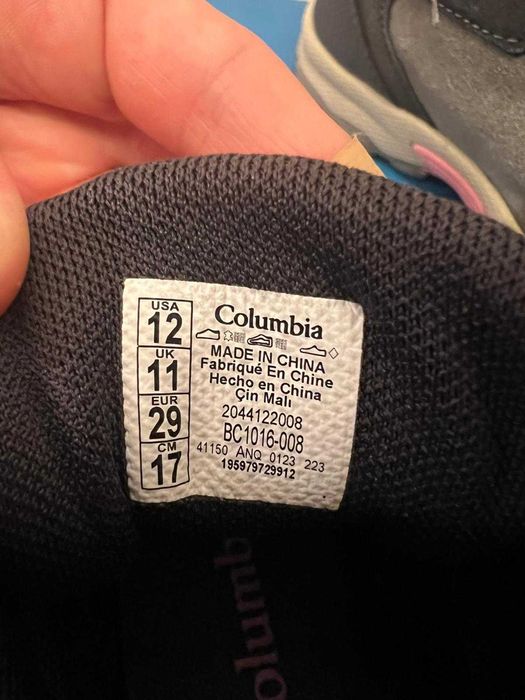 USA
12
UK
11
EUR
29
CM
17
Columbia
MADE IN CHINA
Fabriqué En Chine
Hecho en China
Çin Malı
2044122008
BC1016-008
41150 ANQ 0123 223
195979729912
olumb